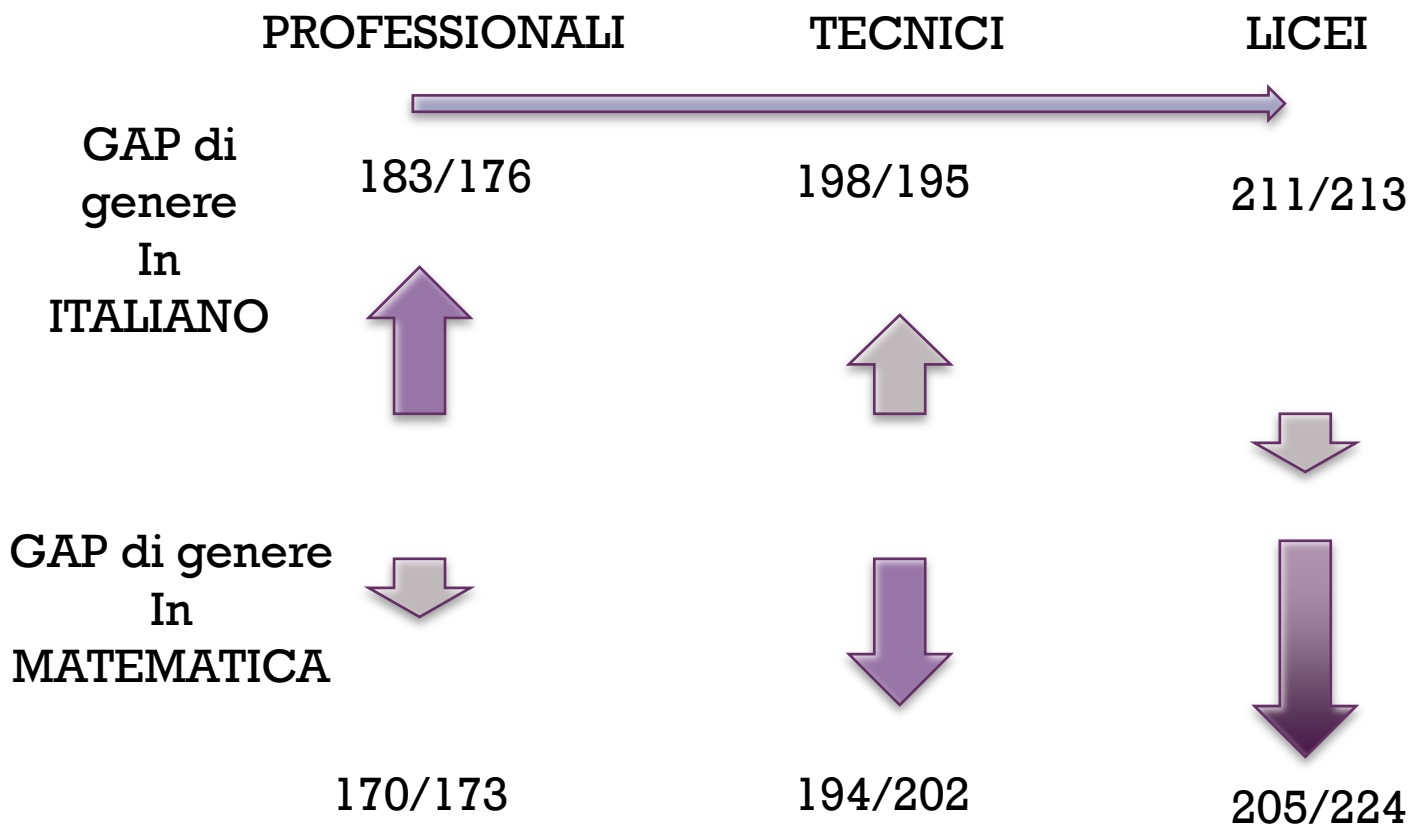 PROFESSIONALI TECNICI LICEI
GAP di
genere
In
ITALIANO
183/176 198/195 211/213
GAP di genere
In
MATEMATICA
170/173 194/202 205/224